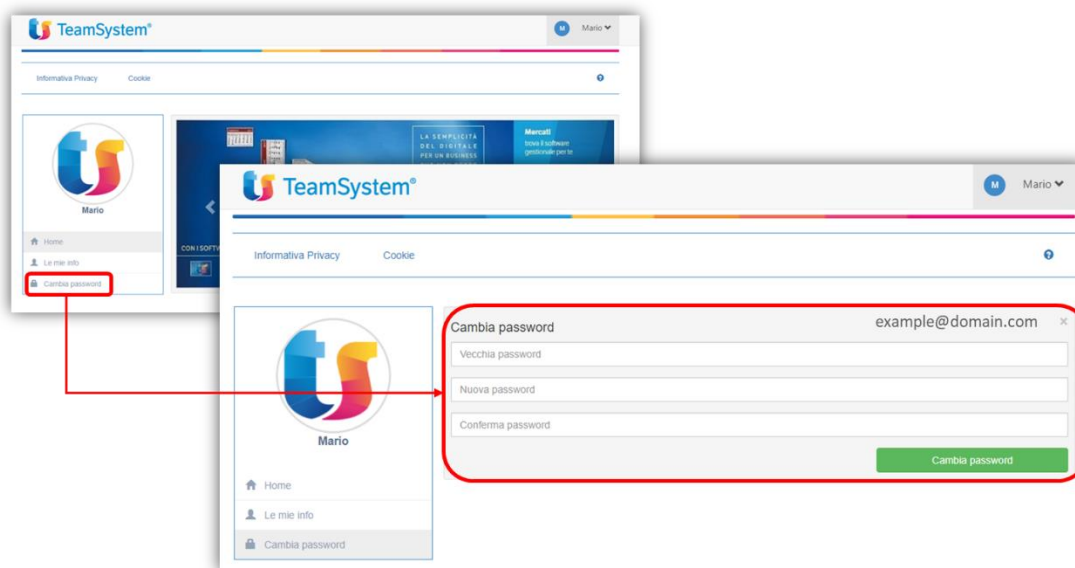 TeamSystem®
M Mario
Informativa Privacy Cookie
Mario
Home
Le mie info
Cambia password
LA SEMPLICITÀ
DEL DIGITALE
PER UN BUSINESS
Mercati
trova il software
gestionale per te
CON I SOFTW
TeamSystem®
M Mario
Informativa Privacy Cookie
Mario
Home
Le mie info
Cambia password
Cambia password example@domain.com ×
Vecchia password
Nuova password
Conferma password
Cambia password